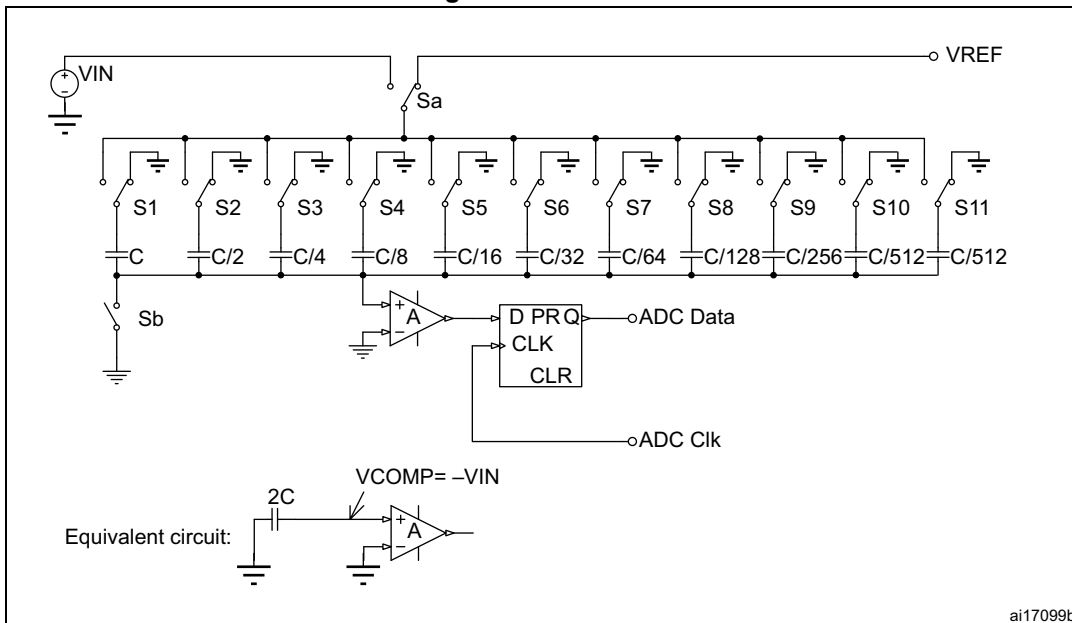 VIN
VREF
Sa
S1 S2 S3 S4 S5 S6 S7 S8 S9 S10 S11
C C/2 C/4 C/8 C/16 C/32 C/64 C/128 C/256 C/512 C/512
Sb
+
A
−
D PR Q
CLK
CLR
ADC Data
ADC Clk
VCOMP= –VIN
2C
+
A
−
Equivalent circuit:
ai17099b